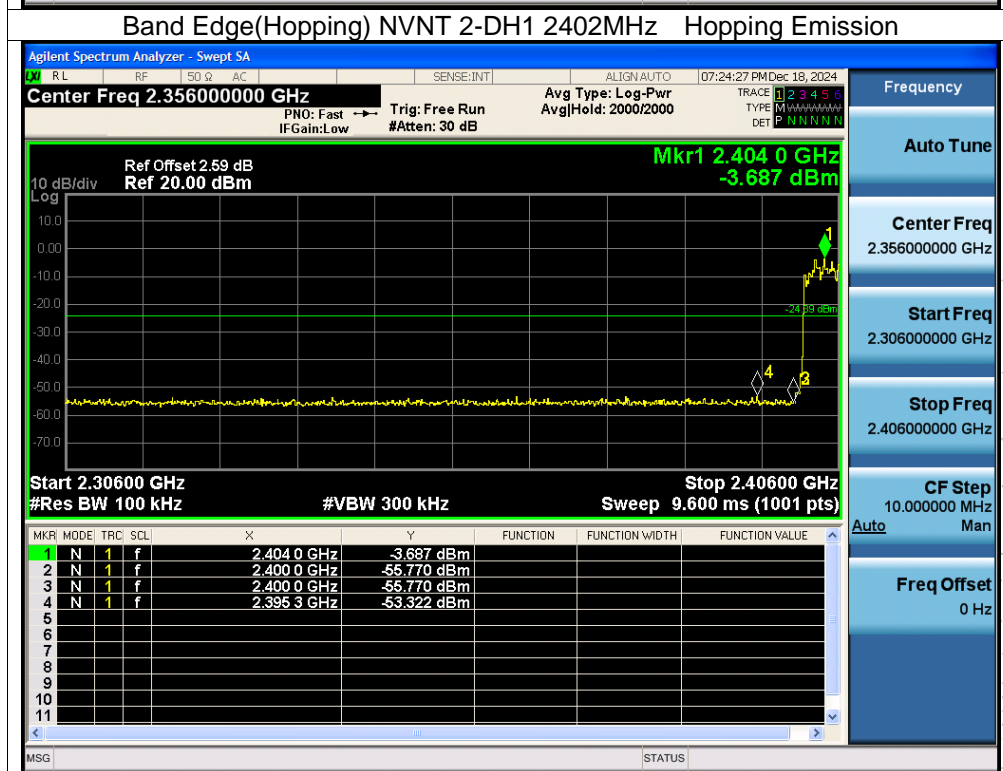 Band Edge(Hopping) NVNT 2-DH1 2402MHz Hopping Emission
Agilent Spectrum Analyzer - Swept SA
LXI RL RF 50 Ω AC SENSE:INT ALIGN AUTO 07:24:27 PM Dec 18, 2024
Center Freq 2.356000000 GHz
PNO: Fast
IFGain:Low
Trig: Free Run
#Atten: 30 dB
Avg Type: Log-Pwr
Avg|Hold: 2000/2000
TRACE 1 2 3 4 5 6
TYPE M
DET P N N N N N
Frequency
Mkr1 2.404 0 GHz
-3.687 dBm
Ref Offset 2.59 dB
10 dB/div Ref 20.00 dBm
Log
10.0
0.00
-10.0
-20.0
-30.0
-40.0
-50.0
-60.0
-70.0
1
4
3
Start 2.30600 GHz Stop 2.40600 GHz
#Res BW 100 kHz #VBW 300 kHz Sweep 9.600 ms (1001 pts)
MKR MODE TRC SCL X Y FUNCTION FUNCTION WIDTH FUNCTION VALUE
1 N 1 f 2.404 0 GHz -3.687 dBm
2 N 1 f 2.400 0 GHz -55.770 dBm
3 N 1 f 2.400 0 GHz -55.770 dBm
4 N 1 f 2.395 3 GHz -53.322 dBm
5
6
7
8
9
10
11
Auto Tune
Center Freq
2.356000000 GHz
Start Freq
2.306000000 GHz
Stop Freq
2.406000000 GHz
CF Step
10.000000 MHz
Auto Man
Freq Offset
0 Hz
MSG STATUS